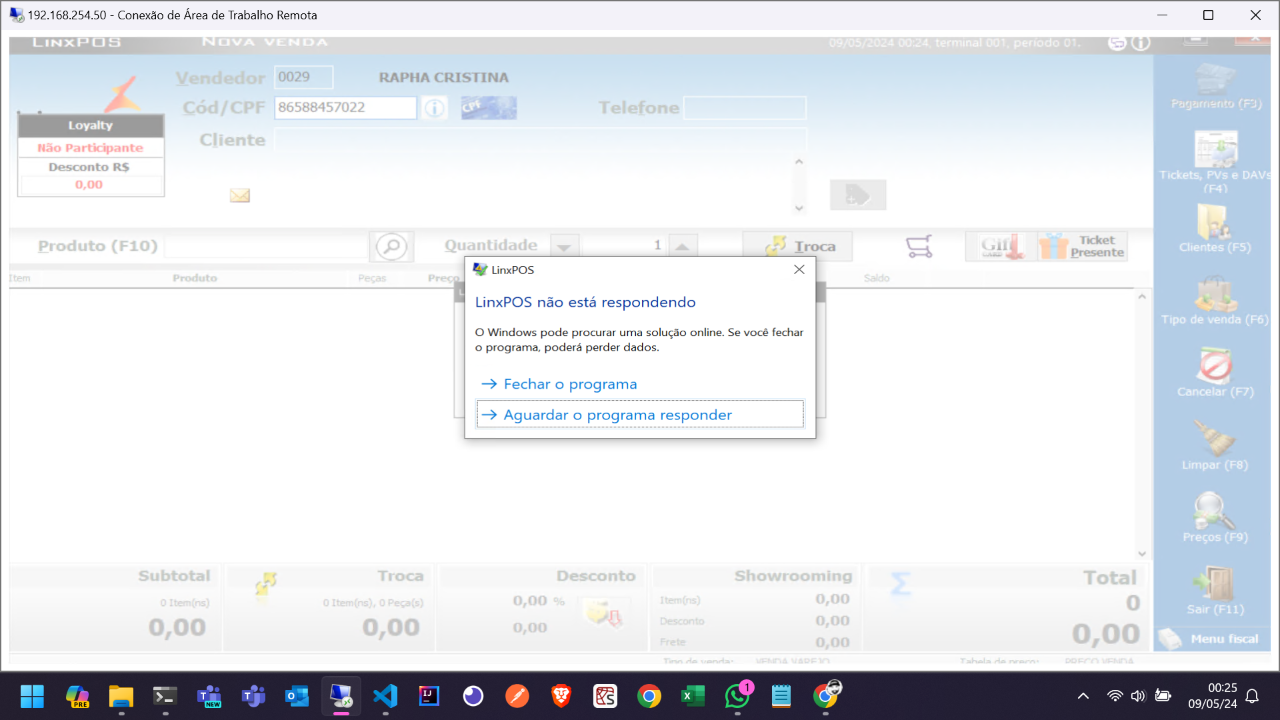 192.168.254.50 - Conexão de Área de Trabalho Remota
LinxPOS
Nova venda
09/05/2024 00:24, terminal 001, período 01.
Vendedor 0029 RAPHA CRISTINA
Cód/CPF 86588457022
CPF
Telefone
Cliente
Loyalty
Não Participante
Desconto R$
0,00
Produto (F10)
Quantidade 1
Troca
Gift
Ticket
Presente
Item Produto Peças Preço Saldo
LinxPOS
LinxPOS não está respondendo
O Windows pode procurar uma solução online. Se você fechar
o programa, poderá perder dados.
Fechar o programa
Aguardar o programa responder
Pagamento (F3)
Tickets, PVs e DAVs
(F4)
Clientes (F5)
Tipo de venda (F6)
Cancelar (F7)
Limpar (F8)
Preços (F9)
Sair (F11)
Menu fiscal
Subtotal
0 Item(ns)
0,00
Troca
0 Item(ns), 0 Peça(s)
0,00
Desconto
0,00 %
0,00
Showrooming
Item(ns) 0,00
Desconto 0,00
Frete 0,00
Total
0
0,00
Tipo de venda: VENDA VAREJO
Tabela de preço: PREÇO VENDA
PRE
NEW
1
00:25
09/05/24